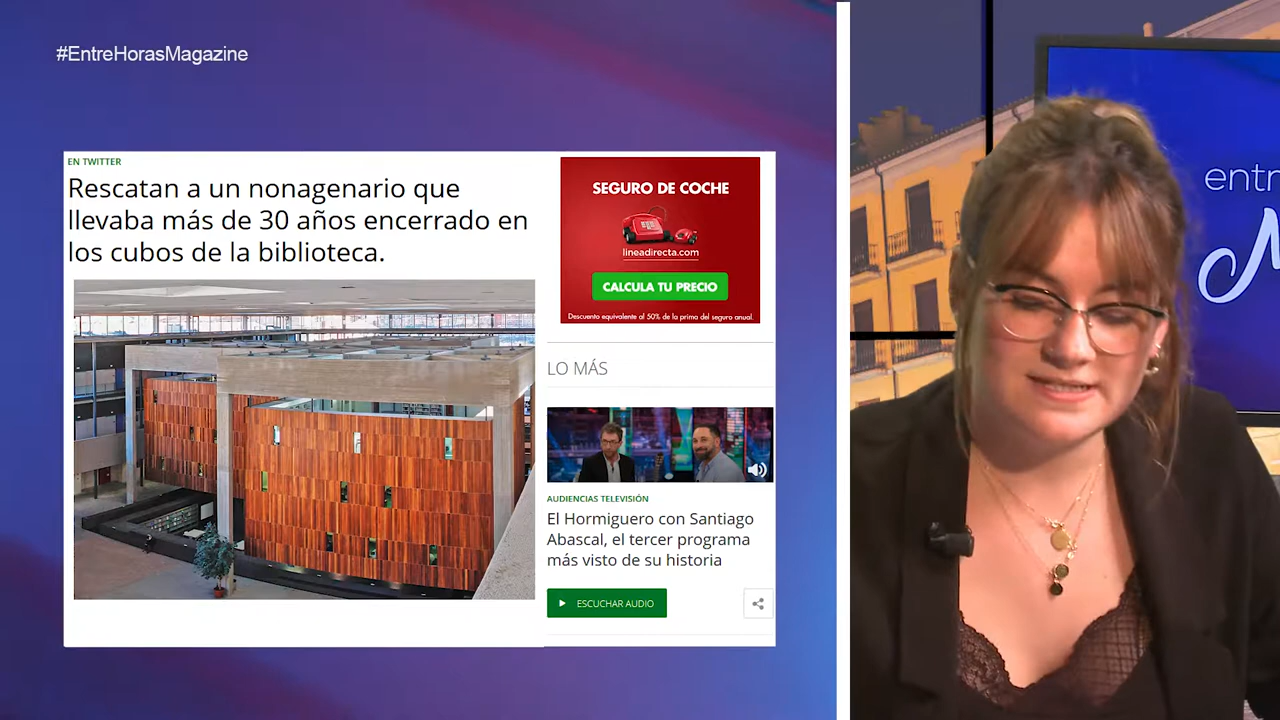 #EntreHorasMagazine
EN TWITTER
Rescatan a un nonagenario que
llevaba más de 30 años encerrado en
los cubos de la biblioteca.
SEGURO DE COCHE
lineadirecta.com
CALCULA TU PRECIO
Descuento equivalente al 50% de la prima del seguro anual.
LO MÁS
AUDIENCIAS TELEVISIÓN
El Hormiguero con Santiago
Abascal, el tercer programa
más visto de su historia
ESCUCHAR AUDIO
entr